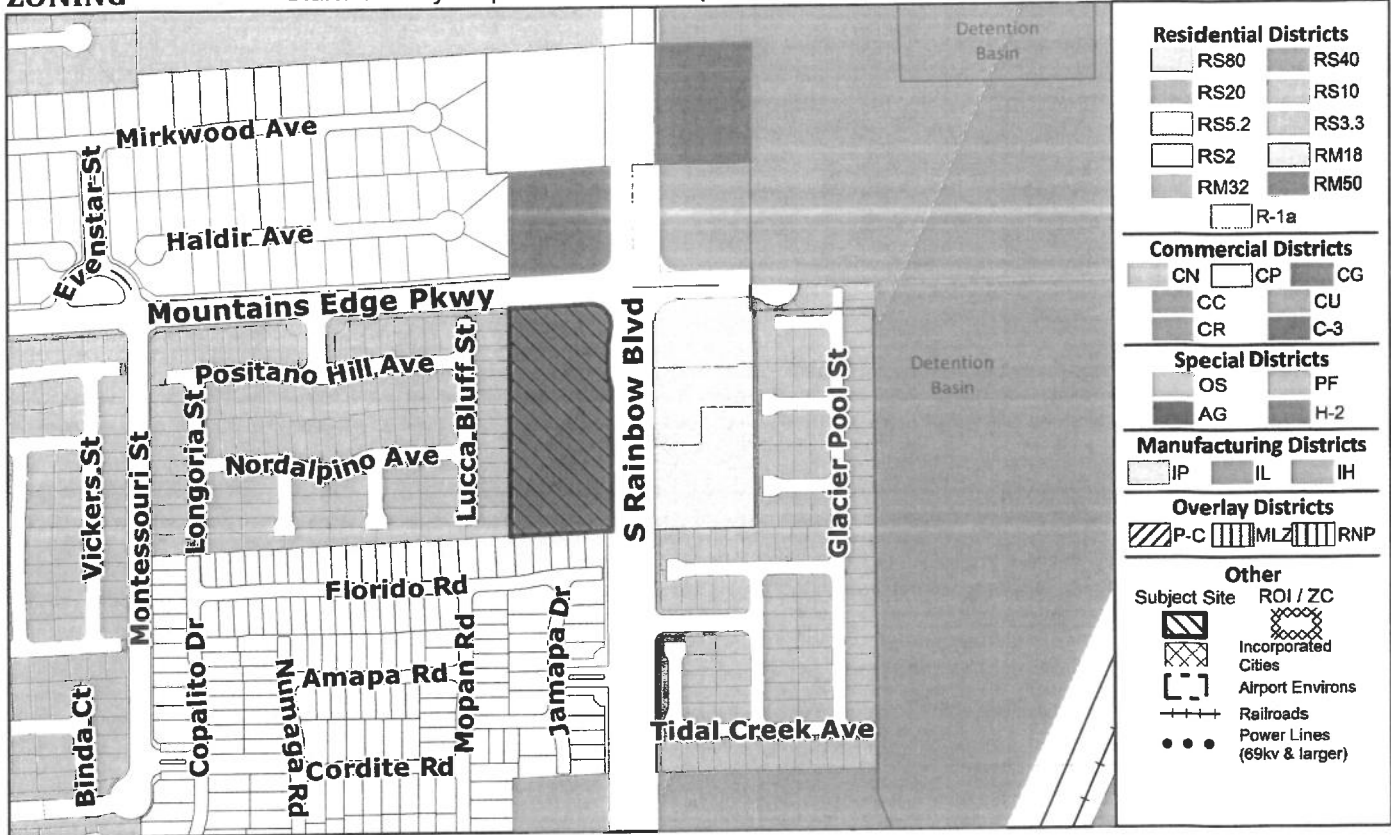 ZONING
Detention
Basin
Mirkwood Ave
Evenstar St
Haldir Ave
Mountains Edge Pkwy
S Rainbow Blvd
Positano Hill Ave
Lucca Bluff St
Detention
Basin
Glacier Pool St
Vickers St
Montessouri St
Longoria St
Nordalpino Ave
Florido Rd
Jamapa Dr
Copalito Dr
Numaga Rd
Amapa Rd
Mopan Rd
Binda Ct
Tidal Creek Ave
Cordite Rd
Residential Districts
RS80 RS40
RS20 RS10
RS5.2 RS3.3
RS2 RM18
RM32 RM50
R-1a
Commercial Districts
CN CP CG
CC CU
CR C-3
Special Districts
OS PF
AG H-2
Manufacturing Districts
IP IL IH
Overlay Districts
P-C MLZ RNP
Other
Subject Site ROI / ZC
Incorporated
Cities
Airport Environs
Railroads
Power Lines
(69kv & larger)